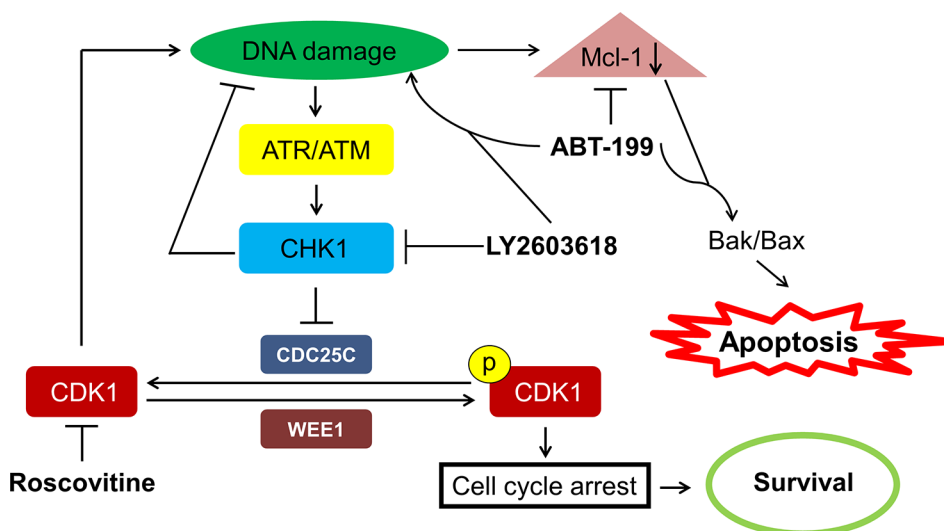 DNA damage
Mcl-1
ATR/ATM
ABT-199
CHK1
LY2603618
Bak/Bax
Apoptosis
CDC25C
p
CDK1
CDK1
WEE1
Roscovitine
Cell cycle arrest
Survival